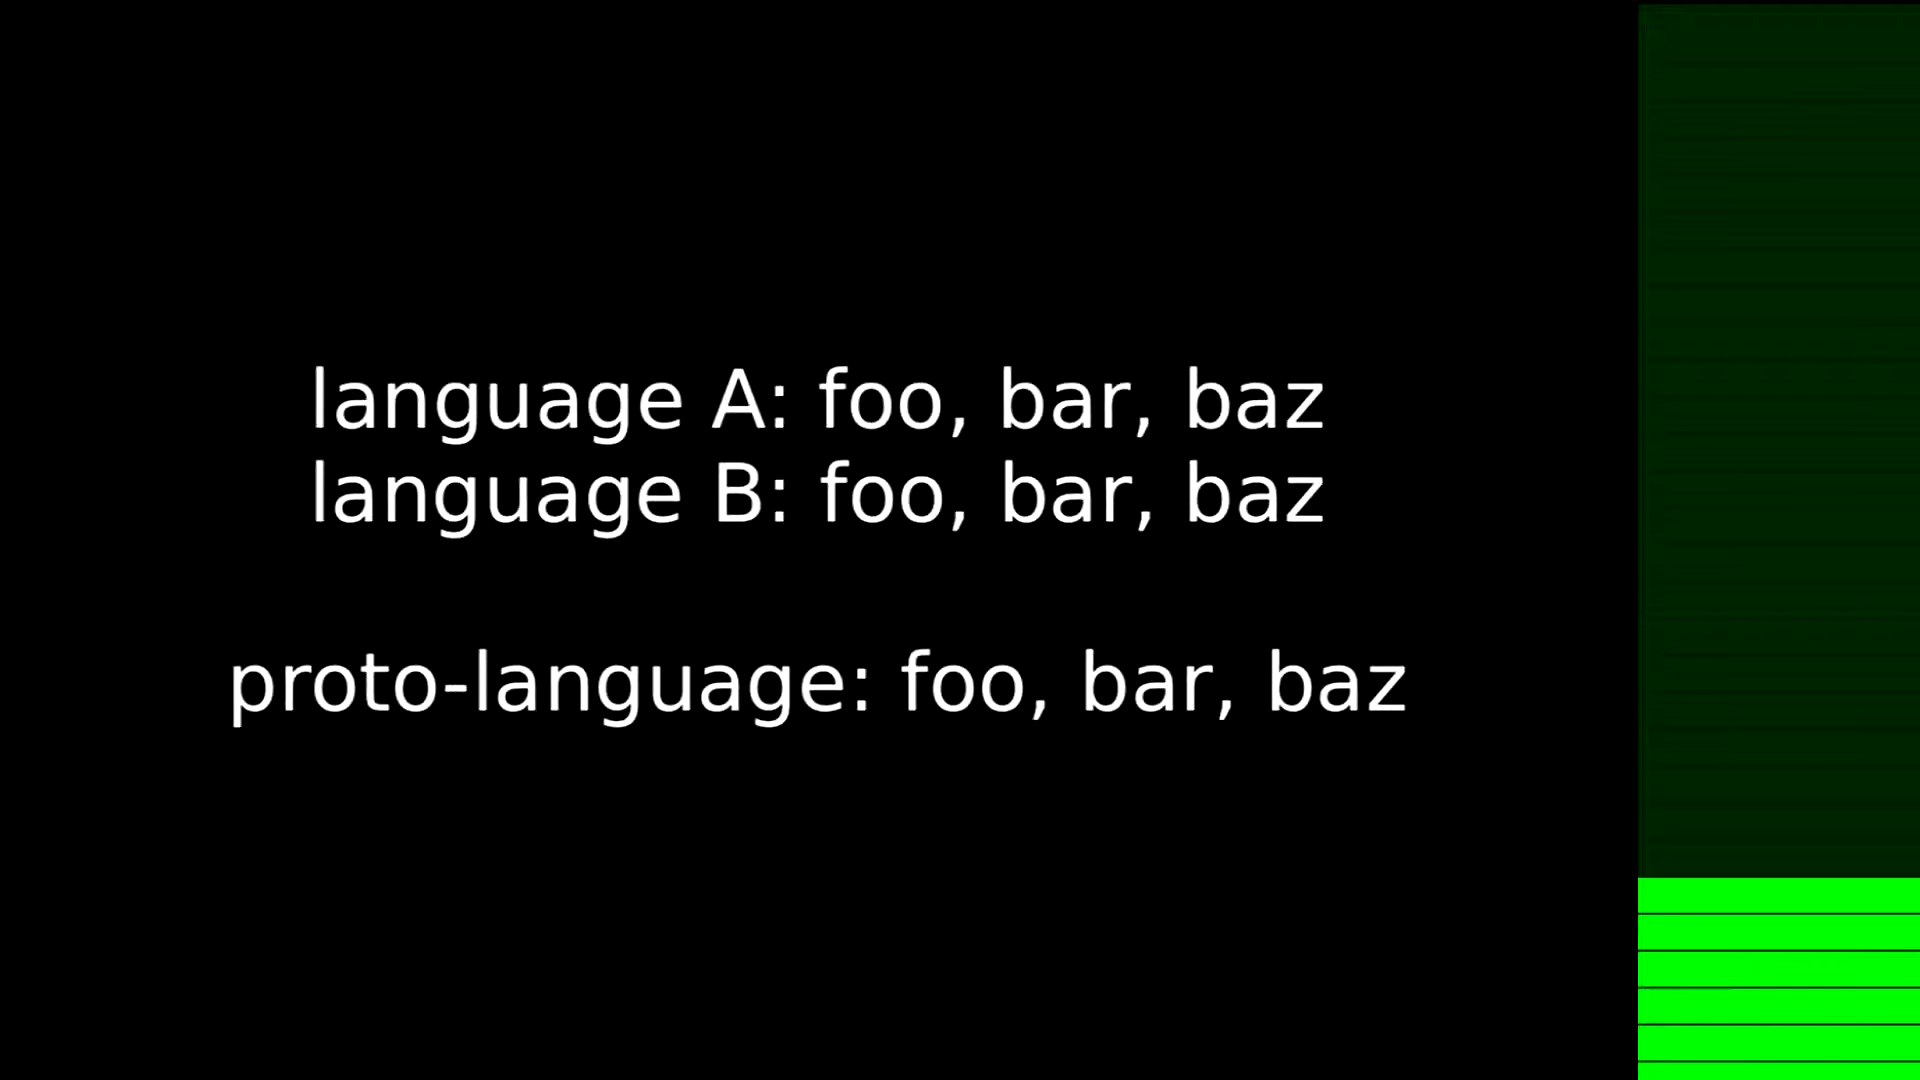 language A: foo, bar, baz
language B: foo, bar, baz
proto-language: foo, bar, baz